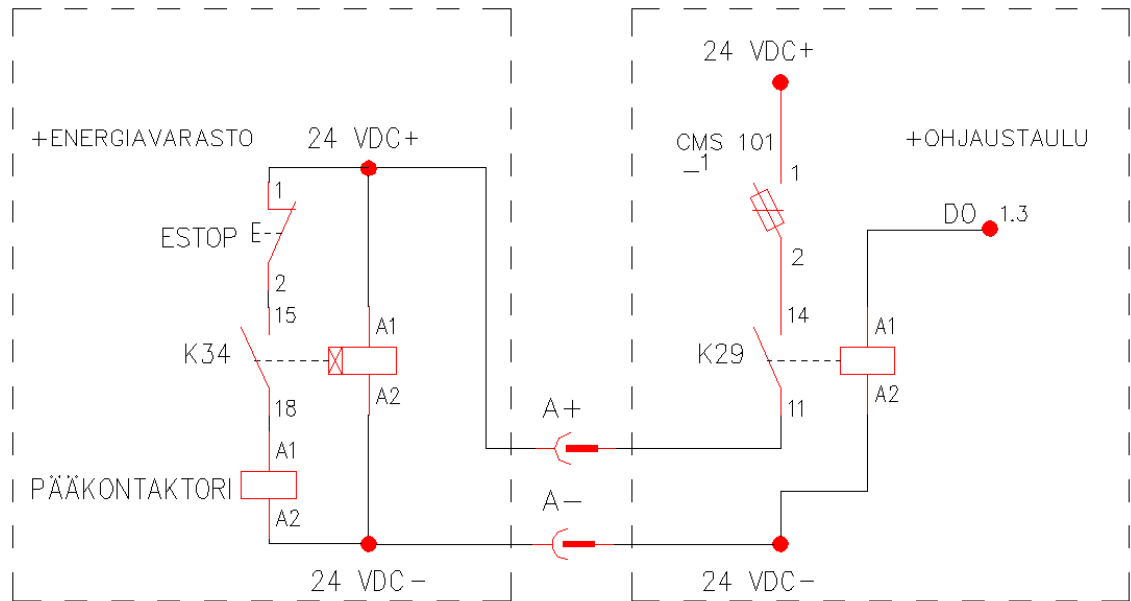 +ENERGIAVARASTO
24 VDC+
1
ESTOP
2
15
K34
18
A1
A2
A1
PÄÄKONTAKTORI
A2
24 VDC-
A+
A-
24 VDC+
+OHJAUSTAULU
CMS 101
_1
1
2
DO 1.3
14
K29
11
A1
A2
24 VDC-